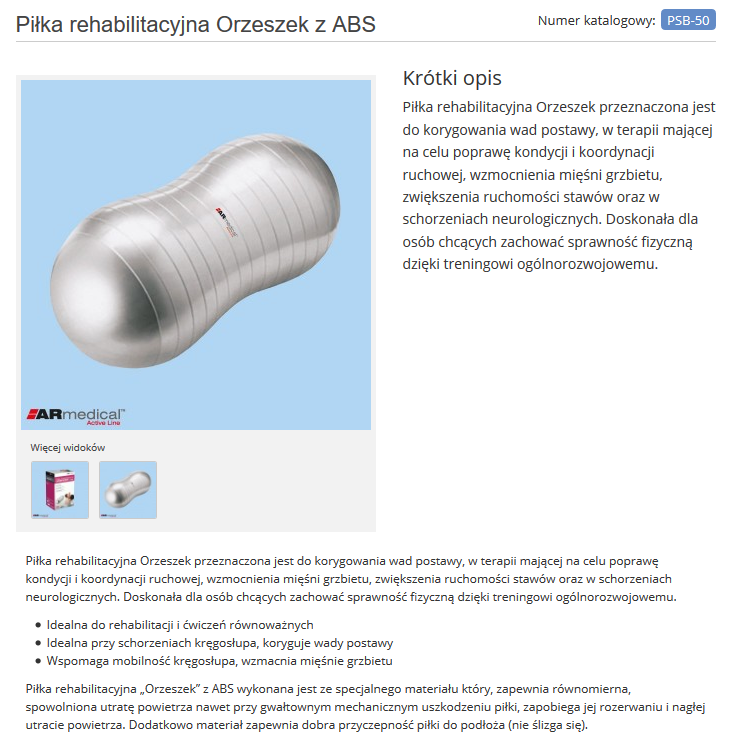 Piłka rehabilitacyjna Orzeszek z ABS
Numer katalogowy: PSB-50
Krótki opis
Piłka rehabilitacyjna Orzeszek przeznaczona jest
do korygowania wad postawy, w terapii mającej
na celu poprawę kondycji i koordynacji
ruchowej, wzmocnienia mięśni grzbietu,
zwiększenia ruchomości stawów oraz w
schorzeniach neurologicznych. Doskonała dla
osób chcących zachować sprawność fizyczną
dzięki treningowi ogólnorozwojowemu.
ARmedical
ARmedical™
Active Line
Więcej widoków
Piłka rehabilitacyjna Orzeszek przeznaczona jest do korygowania wad postawy, w terapii mającej na celu poprawę
kondycji i koordynacji ruchowej, wzmocnienia mięśni grzbietu, zwiększenia ruchomości stawów oraz w schorzeniach
neurologicznych. Doskonała dla osób chcących zachować sprawność fizyczną dzięki treningowi ogólnorozwojowemu.
• Idealna do rehabilitacji i ćwiczeń równoważnych
• Idealna przy schorzeniach kręgosłupa, koryguje wady postawy
• Wspomaga mobilność kręgosłupa, wzmacnia mięśnie grzbietu
Piłka rehabilitacyjna „Orzeszek” z ABS wykonana jest ze specjalnego materiału który, zapewnia równomierna,
spowolniona utratę powietrza nawet przy gwałtownym mechanicznym uszkodzeniu piłki, zapobiega jej rozerwaniu i nagłej
utracie powietrza. Dodatkowo materiał zapewnia dobra przyczepność piłki do podłoża (nie ślizga się).